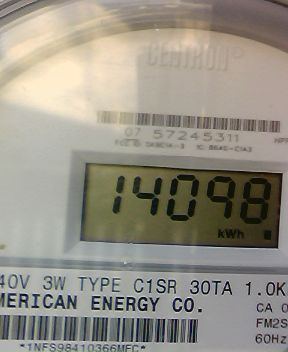 CENTRON®
07 57245311
14098
kWh
40V 3W TYPE C1SR 30TA 1.0K
MERICAN ENERGY CO.
CA 0
FM2S
60Hz
*1NFS98410366MFC*